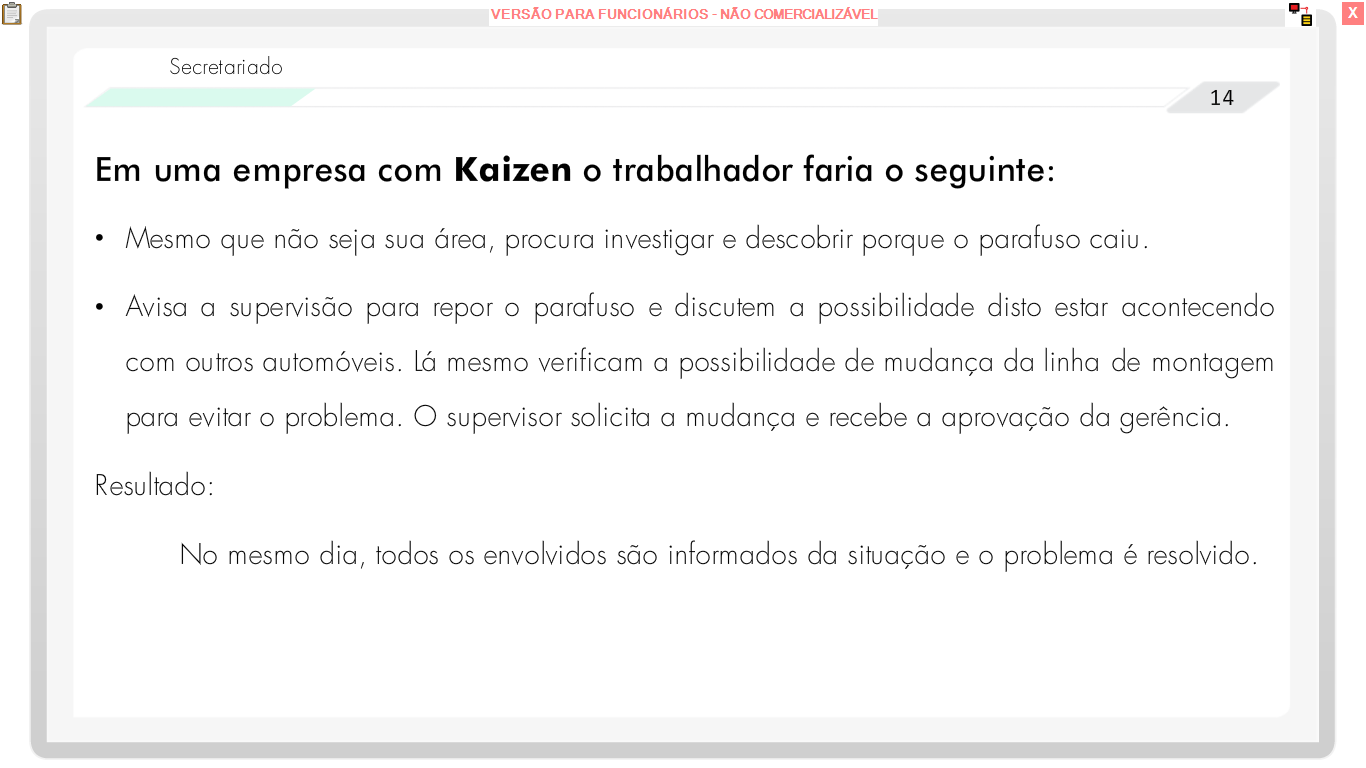 VERSÃO PARA FUNCIONÁRIOS - NÃO COMERCIALIZÁVEL
X
Secretariado
14
Em uma empresa com Kaizen o trabalhador faria o seguinte:
• Mesmo que não seja sua área, procura investigar e descobrir porque o parafuso caiu.
• Avisa a supervisão para repor o parafuso e discutem a possibilidade disto estar acontecendo
com outros automóveis. Lá mesmo verificam a possibilidade de mudança da linha de montagem
para evitar o problema. O supervisor solicita a mudança e recebe a aprovação da gerência.
Resultado:
No mesmo dia, todos os envolvidos são informados da situação e o problema é resolvido.